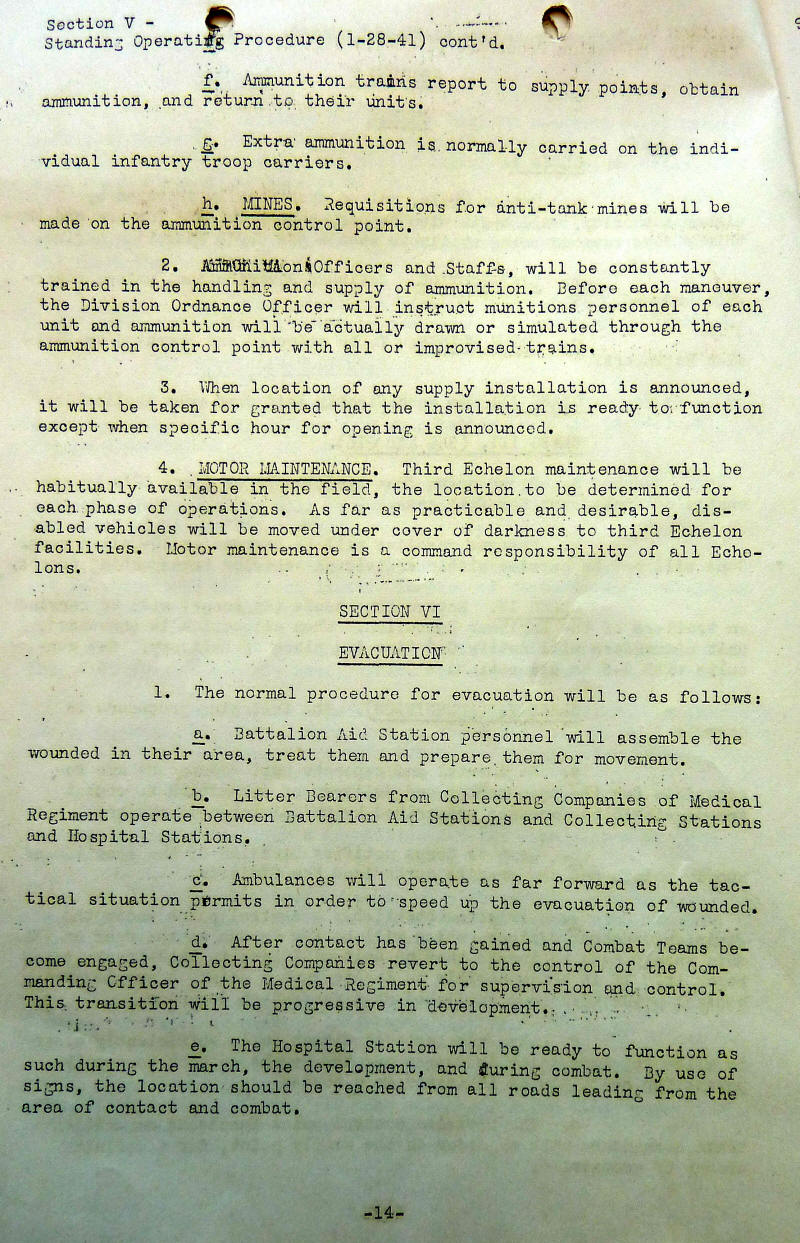 Section V -
Standing Operating Procedure (1-28-41) cont'd.
f. Ammunition trains report to supply points, obtain
ammunition, and return to their units.
g. Extra ammunition is normally carried on the indi-
vidual infantry troop carriers.
h. MINES. Requisitions for anti-tank mines will be
made on the ammunition control point.
2. Ammunition Officers and Staffs, will be constantly
trained in the handling and supply of ammunition. Before each maneuver,
the Division Ordnance Officer will instruct munitions personnel of each
unit and ammunition will be actually drawn or simulated through the
ammunition control point with all or improvised trains.
3. When location of any supply installation is announced,
it will be taken for granted that the installation is ready to function
except when specific hour for opening is announced.
4. MOTOR MAINTENANCE. Third Echelon maintenance will be
habitually available in the field, the location to be determined for
each phase of operations. As far as practicable and desirable, dis-
abled vehicles will be moved under cover of darkness to third Echelon
facilities. Motor maintenance is a command responsibility of all Eche-
lons.
SECTION VI
EVACUATION
1. The normal procedure for evacuation will be as follows:
a. Battalion Aid Station personnel will assemble the
wounded in their area, treat them and prepare them for movement.
b. Litter Bearers from Collecting Companies of Medical
Regiment operate between Battalion Aid Stations and Collecting Stations
and Hospital Stations.
c. Ambulances will operate as far forward as the tac-
tical situation permits in order to speed up the evacuation of wounded.
d. After contact has been gained and Combat Teams be-
come engaged, Collecting Companies revert to the control of the Com-
manding Officer of the Medical Regiment for supervision and control.
This transition will be progressive in development.
e. The Hospital Station will be ready to function as
such during the march, the development, and during combat. By use of
signs, the location should be reached from all roads leading from the
area of contact and combat.
-14-